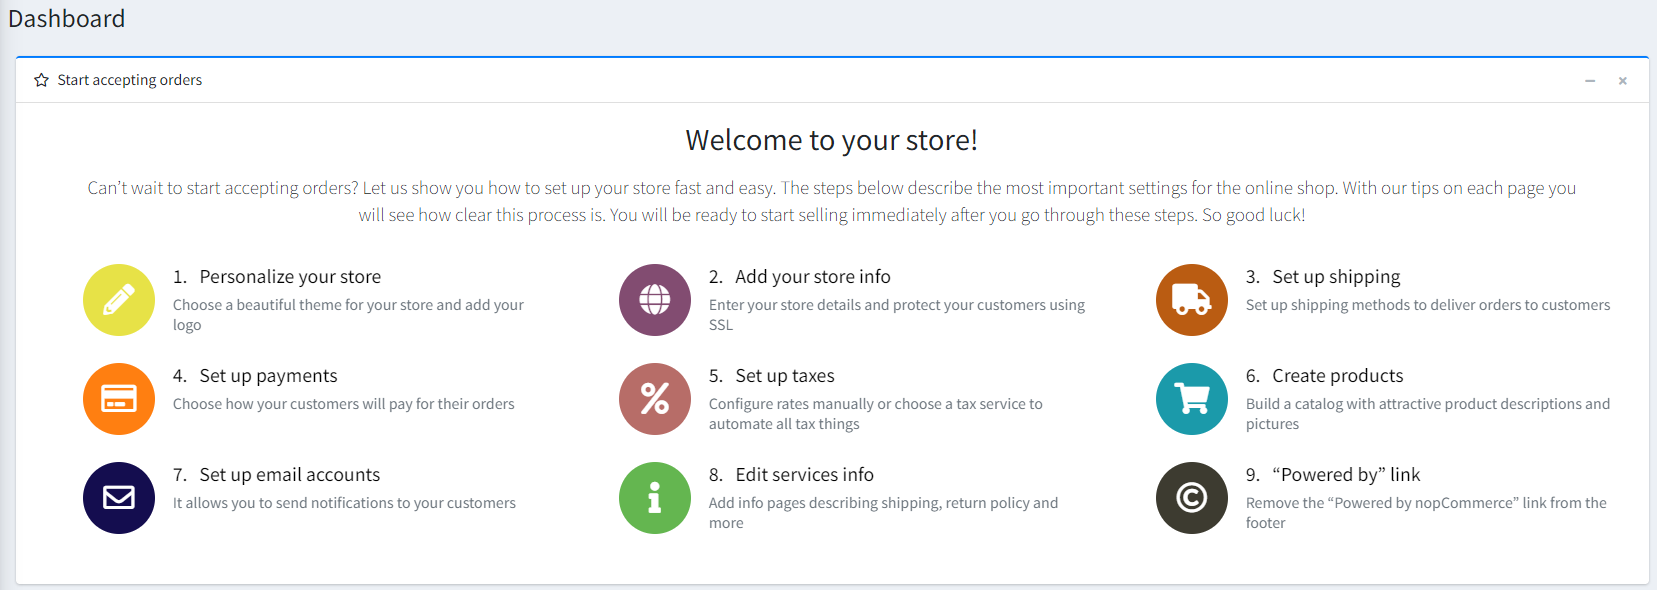 Dashboard
Start accepting orders
Welcome to your store!
Can't wait to start accepting orders? Let us show you how to set up your store fast and easy. The steps below describe the most important settings for the online shop. With our tips on each page you
will see how clear this process is. You will be ready to start selling immediately after you go through these steps. So good luck!
1. Personalize your store
Choose a beautiful theme for your store and add your
logo
2. Add your store info
Enter your store details and protect your customers using
SSL
3. Set up shipping
Set up shipping methods to deliver orders to customers
4. Set up payments
Choose how your customers will pay for their orders
5. Set up taxes
Configure rates manually or choose a tax service to
automate all tax things
6. Create products
Build a catalog with attractive product descriptions and
pictures
7. Set up email accounts
It allows you to send notifications to your customers
8. Edit services info
Add info pages describing shipping, return policy and
more
9. “Powered by” link
Remove the “Powered by nopCommerce” link from the
footer